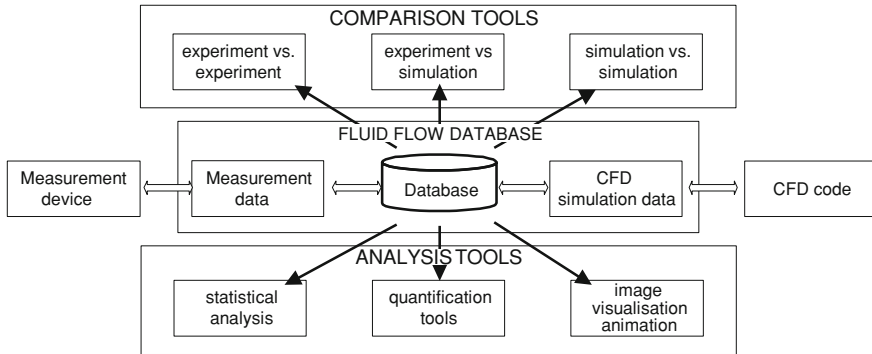 COMPARISON TOOLS
experiment vs.
experiment
experiment vs
simulation
simulation vs.
simulation
FLUID FLOW DATABASE
Measurement
device
Measurement
data
Database
CFD
simulation data
CFD code
ANALYSIS TOOLS
statistical
analysis
quantification
tools
image
visualisation
animation